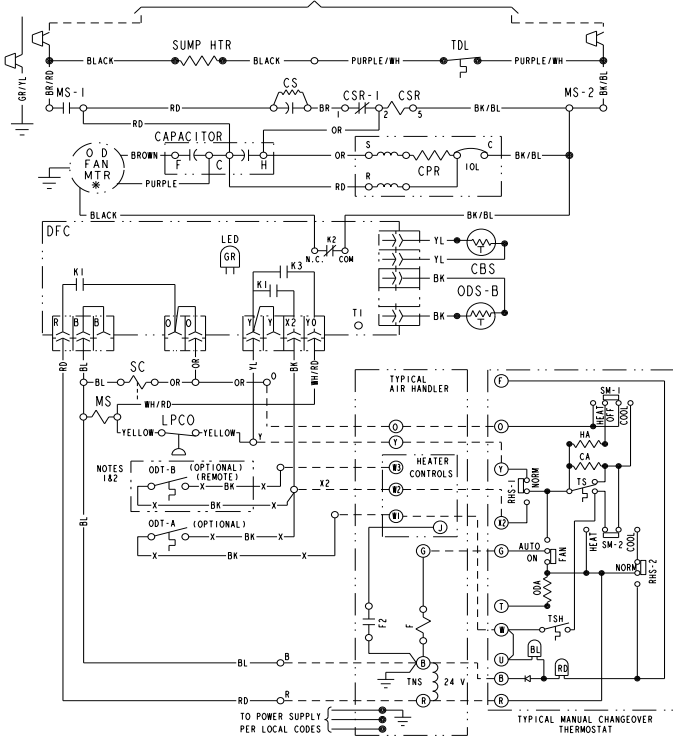 SUMP HTR
TDL
BLACK
BLACK
PURPLE/WH
PURPLE/WH
GR/YL
BR/RD
BK/BL
MS-1
CS
CSR-1
CSR
MS-2
RD
BR
1
2
5
BK/BL
OR
RD
CAPACITOR
O D
FAN
MTR
*
BROWN
F
C
H
OR
S
C
CPR
IOL
BK/BL
PURPLE
RD
R
BLACK
BK/BL
DFC
LED
GR
K2
N.C.
COM
YL
YL
CBS
BK
ODS-B
BK
T
T
K1
K3
K1
T1
R
B
B
O
O
Y
Y
X2
YO
RD
BL
OR
YL
BK
WH/RD
SC
BL
OR
OR
O
MS
WH/RD
LPCO
YELLOW
YELLOW
Y
NOTES
1&2
ODT-B
(OPTIONAL)
(REMOTE)
X
BK
X
X
BK
X
X2
ODT-A
(OPTIONAL)
X
BK
X
BL
TYPICAL
AIR HANDLER
O
Y
W3
HEATER
CONTROLS
W2
W1
J
G
F2
F
BL
B
B
TNS
24 V
RD
R
R
TO POWER SUPPLY
PER LOCAL CODES
F
SM-1
HEAT
OFF
COOL
O
HA
CA
Y
RHS-1
NORM
TS
X2
HEAT
SM-2
COOL
G
AUTO
ON
FAN
NORM
RHS-2
ODA
T
TSH
W
BL
U
RD
B
R
TYPICAL MANUAL CHANGEOVER
THERMOSTAT